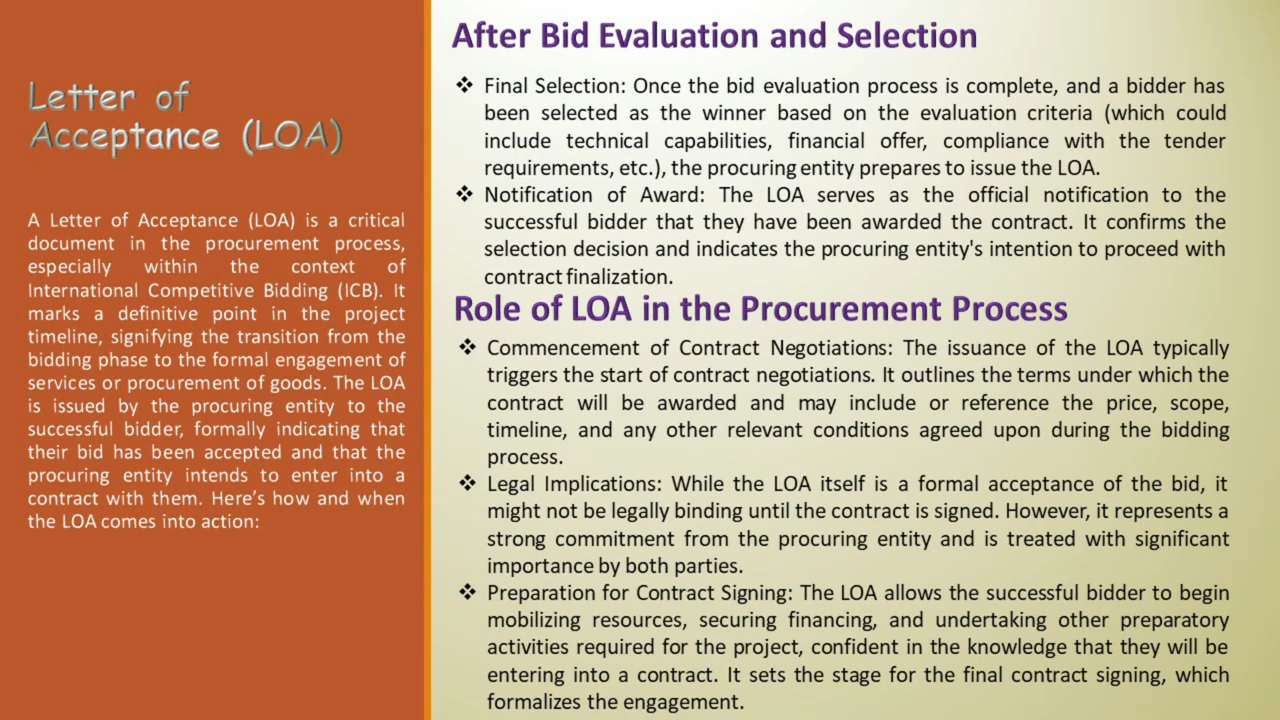 Letter of
Acceptance (LOA)
A Letter of Acceptance (LOA) is a critical
document in the procurement process,
especially within the context of
International Competitive Bidding (ICB). It
marks a definitive point in the project
timeline, signifying the transition from the
bidding phase to the formal engagement of
services or procurement of goods. The LOA
is issued by the procuring entity to the
successful bidder, formally indicating that
their bid has been accepted and that the
procuring entity intends to enter into a
contract with them. Here's how and when
the LOA comes into action:
After Bid Evaluation and Selection
❖ Final Selection: Once the bid evaluation process is complete, and a bidder has
been selected as the winner based on the evaluation criteria (which could
include technical capabilities, financial offer, compliance with the tender
requirements, etc.), the procuring entity prepares to issue the LOA.
❖ Notification of Award: The LOA serves as the official notification to the
successful bidder that they have been awarded the contract. It confirms the
selection decision and indicates the procuring entity's intention to proceed with
contract finalization.
Role of LOA in the Procurement Process
❖ Commencement of Contract Negotiations: The issuance of the LOA typically
triggers the start of contract negotiations. It outlines the terms under which the
contract will be awarded and may include or reference the price, scope,
timeline, and any other relevant conditions agreed upon during the bidding
process.
❖ Legal Implications: While the LOA itself is a formal acceptance of the bid, it
might not be legally binding until the contract is signed. However, it represents a
strong commitment from the procuring entity and is treated with significant
importance by both parties.
❖ Preparation for Contract Signing: The LOA allows the successful bidder to begin
mobilizing resources, securing financing, and undertaking other preparatory
activities required for the project, confident in the knowledge that they will be
entering into a contract. It sets the stage for the final contract signing, which
formalizes the engagement.